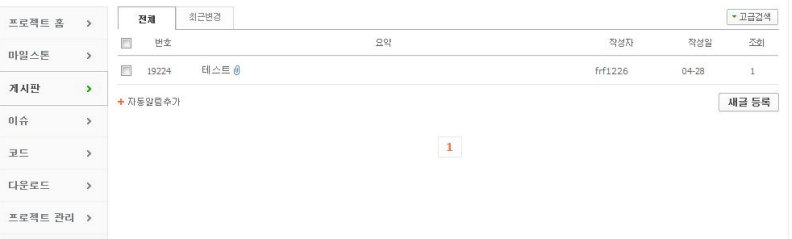 프로젝트 홈
마일스톤
게시판
이슈
코드
다운로드
프로젝트 관리
전체 최근변경 고급검색
번호 요약 작성자 작성일 조회
19224 테스트 frf1226 04-28 1
+ 자동알림추가 새글 등록
1